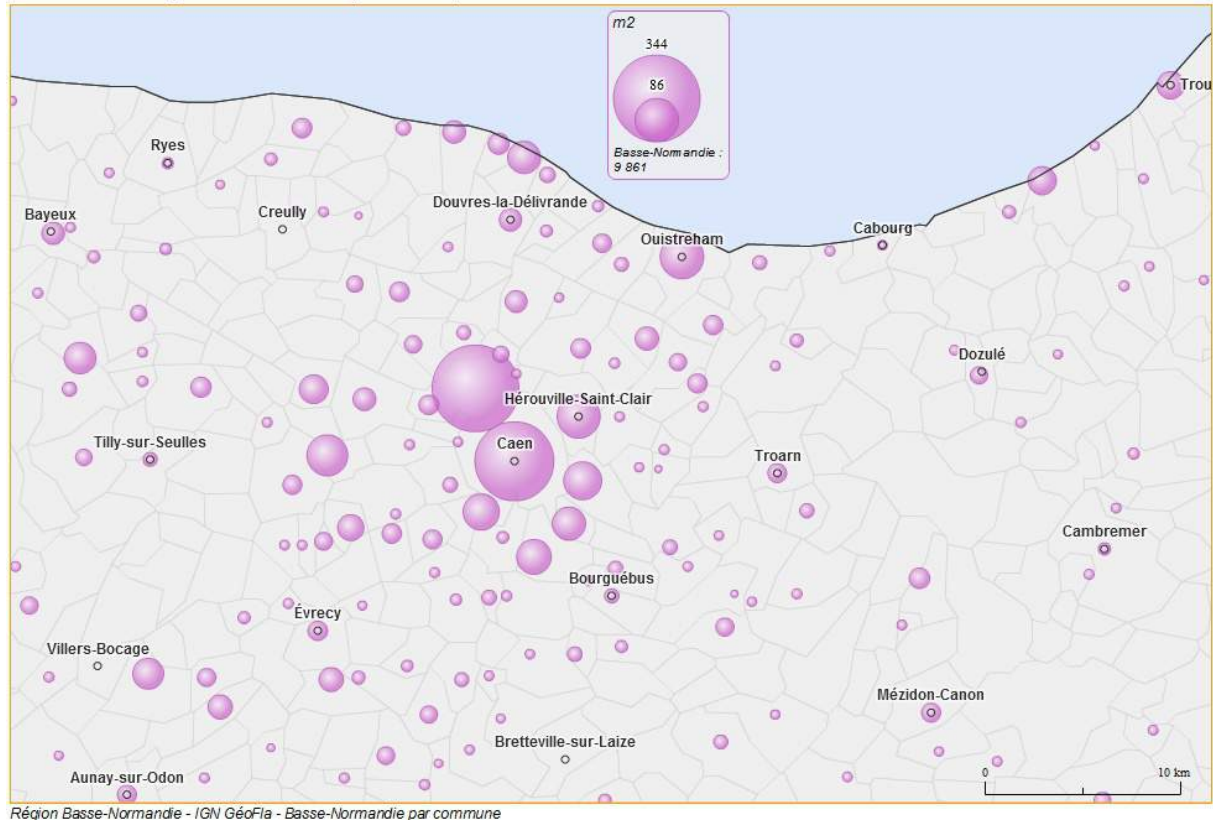 m2
344
86
Basse-Normandie :
9 861
Trou
Ryes
Bayeux
Creully
Douvres-la-Délivrande
Ouistreham
Cabourg
Dozulé
Hérouville-Saint-Clair
Tilly-sur-Seulles
Caen
Troarn
Cambremer
Bourguébus
Évrecy
Villers-Bocage
Mézidon-Canon
Bretteville-sur-Laize
Aunay-sur-Odon
0 10 km
Région Basse-Normandie - IGN GéoFla - Basse-Normandie par commune